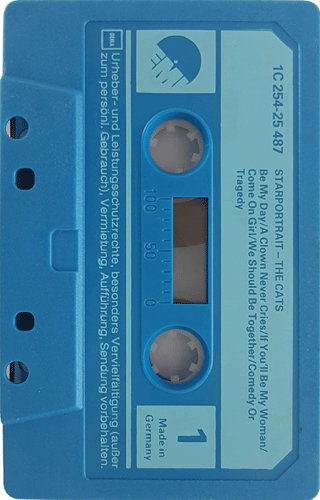 1C 254-25 487
STARPORTRAIT – THE CATS
Be My Day/A Clown Never Cries/If You'll Be My Woman/
Come On Girl/We Should Be Together/Comedy Or
Tragedy
100 50 0
1
Made in
Germany
GEMA
Urheber- und Leistungsschutzrechte, besonders Vervielfältigung (außer
zum persönl. Gebrauch), Vermietung, Aufführung, Sendung vorbehalten.